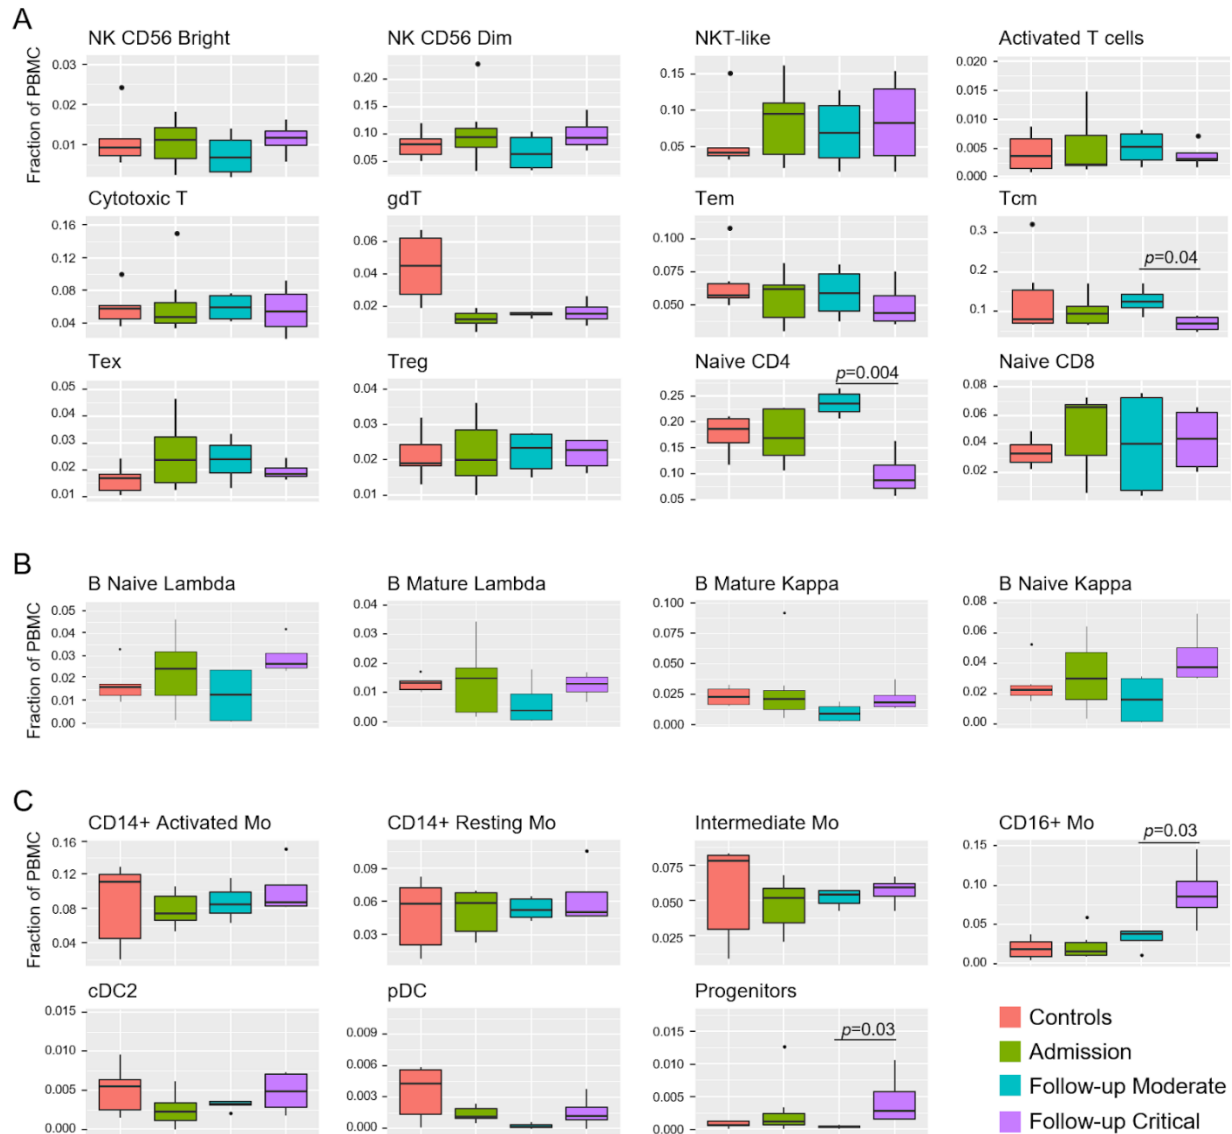 A
NK CD56 Bright
NK CD56 Dim
NKT-like
Activated T cells
Fraction of PBMC
0.03
0.02
0.01
0.20
0.15
0.10
0.05
0.15
0.10
0.05
0.020
0.015
0.010
0.005
0.000
Cytotoxic T
gdT
Tem
Tcm
0.16
0.12
0.08
0.04
0.06
0.04
0.02
0.100
0.075
0.050
0.3
0.2
0.1
p=0.04
Tex
Treg
Naive CD4
Naive CD8
0.05
0.04
0.03
0.02
0.01
0.04
0.03
0.02
0.01
0.25
0.20
0.15
0.10
0.05
p=0.004
0.08
0.06
0.04
0.02
B
B Naive Lambda
B Mature Lambda
B Mature Kappa
B Naive Kappa
Fraction of PBMC
0.05
0.04
0.03
0.02
0.01
0.00
0.04
0.03
0.02
0.01
0.00
0.100
0.075
0.050
0.025
0.000
0.08
0.06
0.04
0.02
0.00
C
CD14+ Activated Mo
CD14+ Resting Mo
Intermediate Mo
CD16+ Mo
Fraction of PBMC
0.16
0.12
0.08
0.04
0.09
0.06
0.03
0.075
0.050
0.025
0.15
0.10
0.05
0.00
p=0.03
cDC2
pDC
Progenitors
0.015
0.010
0.005
0.000
0.009
0.006
0.003
0.000
0.015
0.010
0.005
0.000
p=0.03
Controls
Admission
Follow-up Moderate
Follow-up Critical